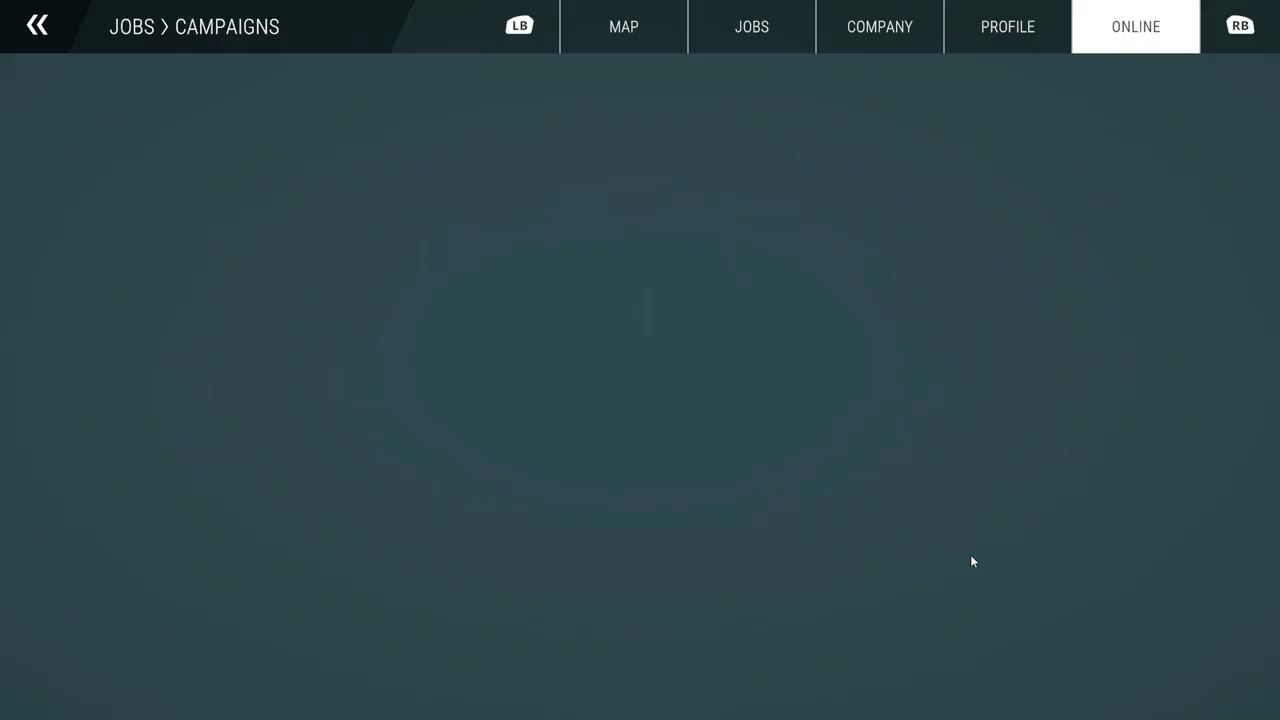 JOBS > CAMPAIGNS
LB
MAP
JOBS
COMPANY
PROFILE
ONLINE
RB